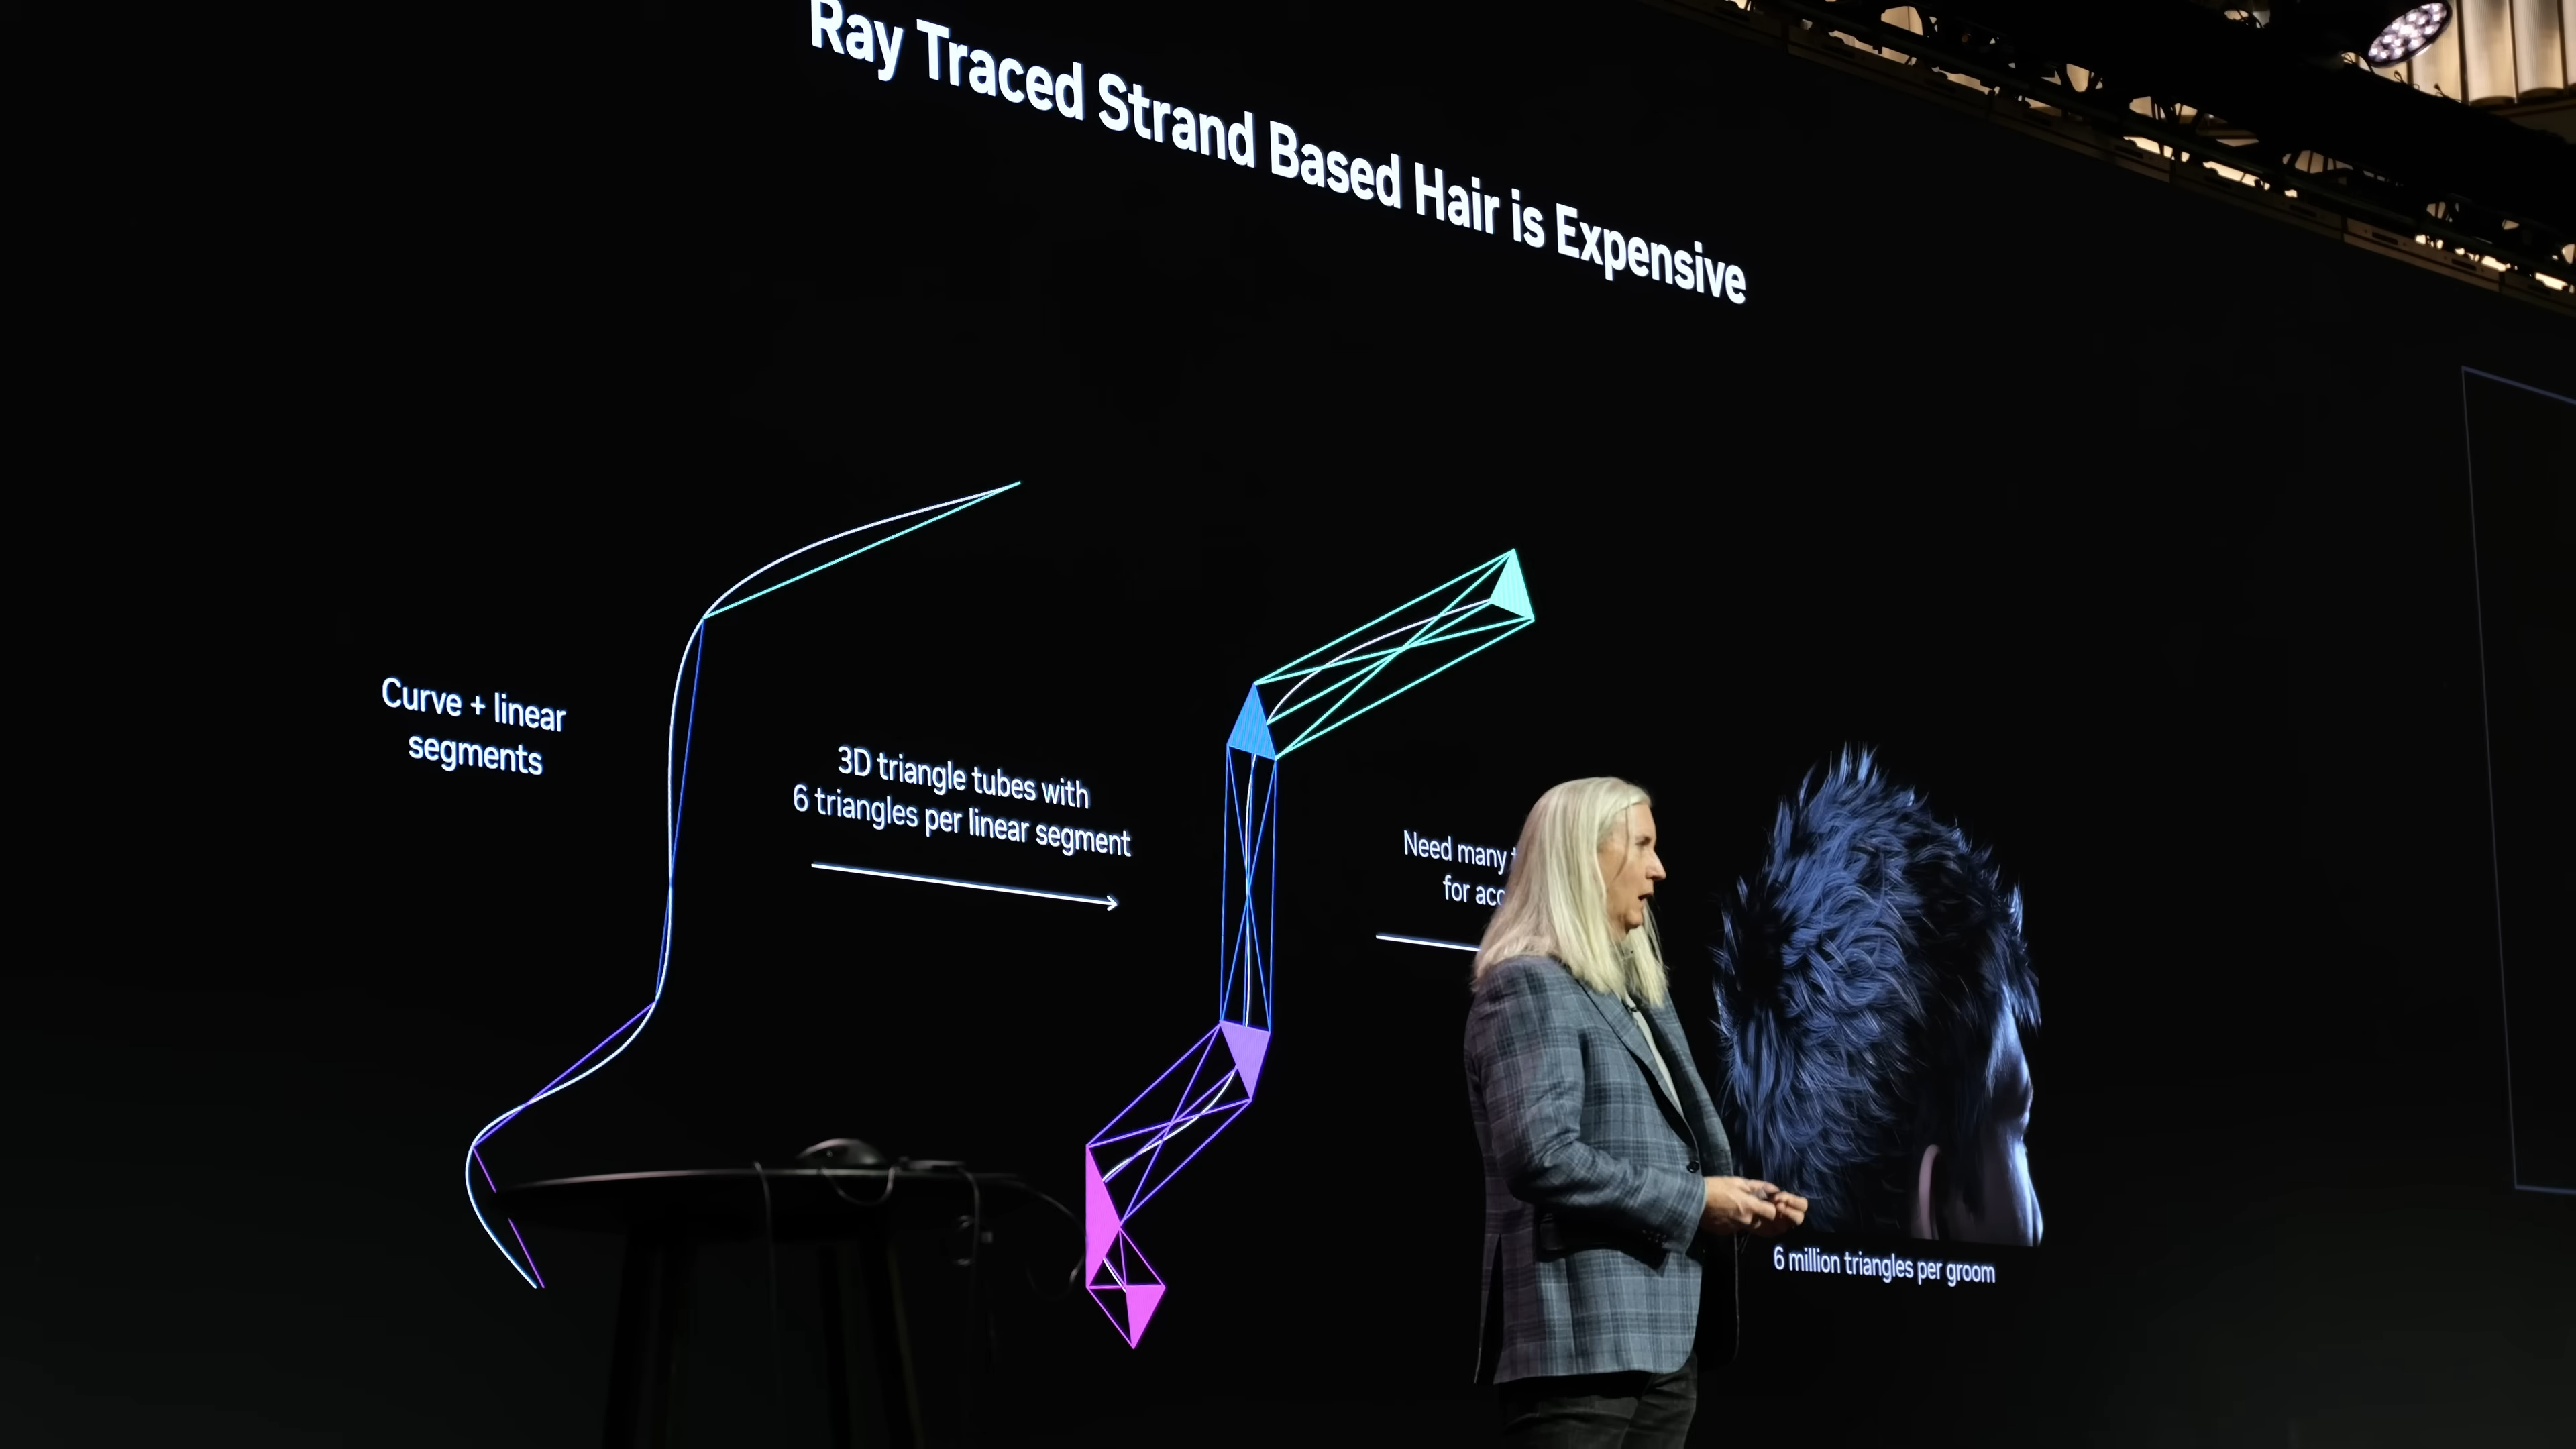 Ray Traced Strand Based Hair is Expensive
Curve + linear
segments
3D triangle tubes with
6 triangles per linear segment
Need many
for
6 million triangles per groom